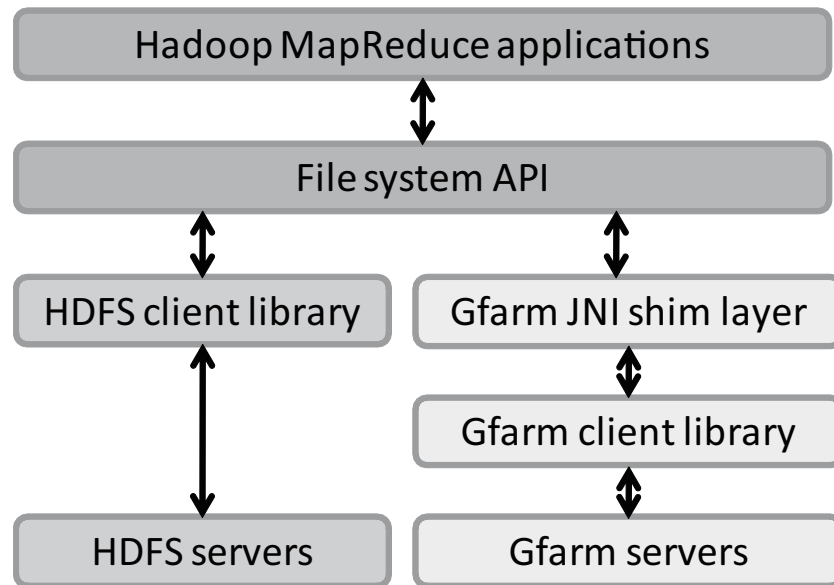 Hadoop MapReduce applications
File system API
HDFS client library
Gfarm JNI shim layer
Gfarm client library
HDFS servers
Gfarm servers